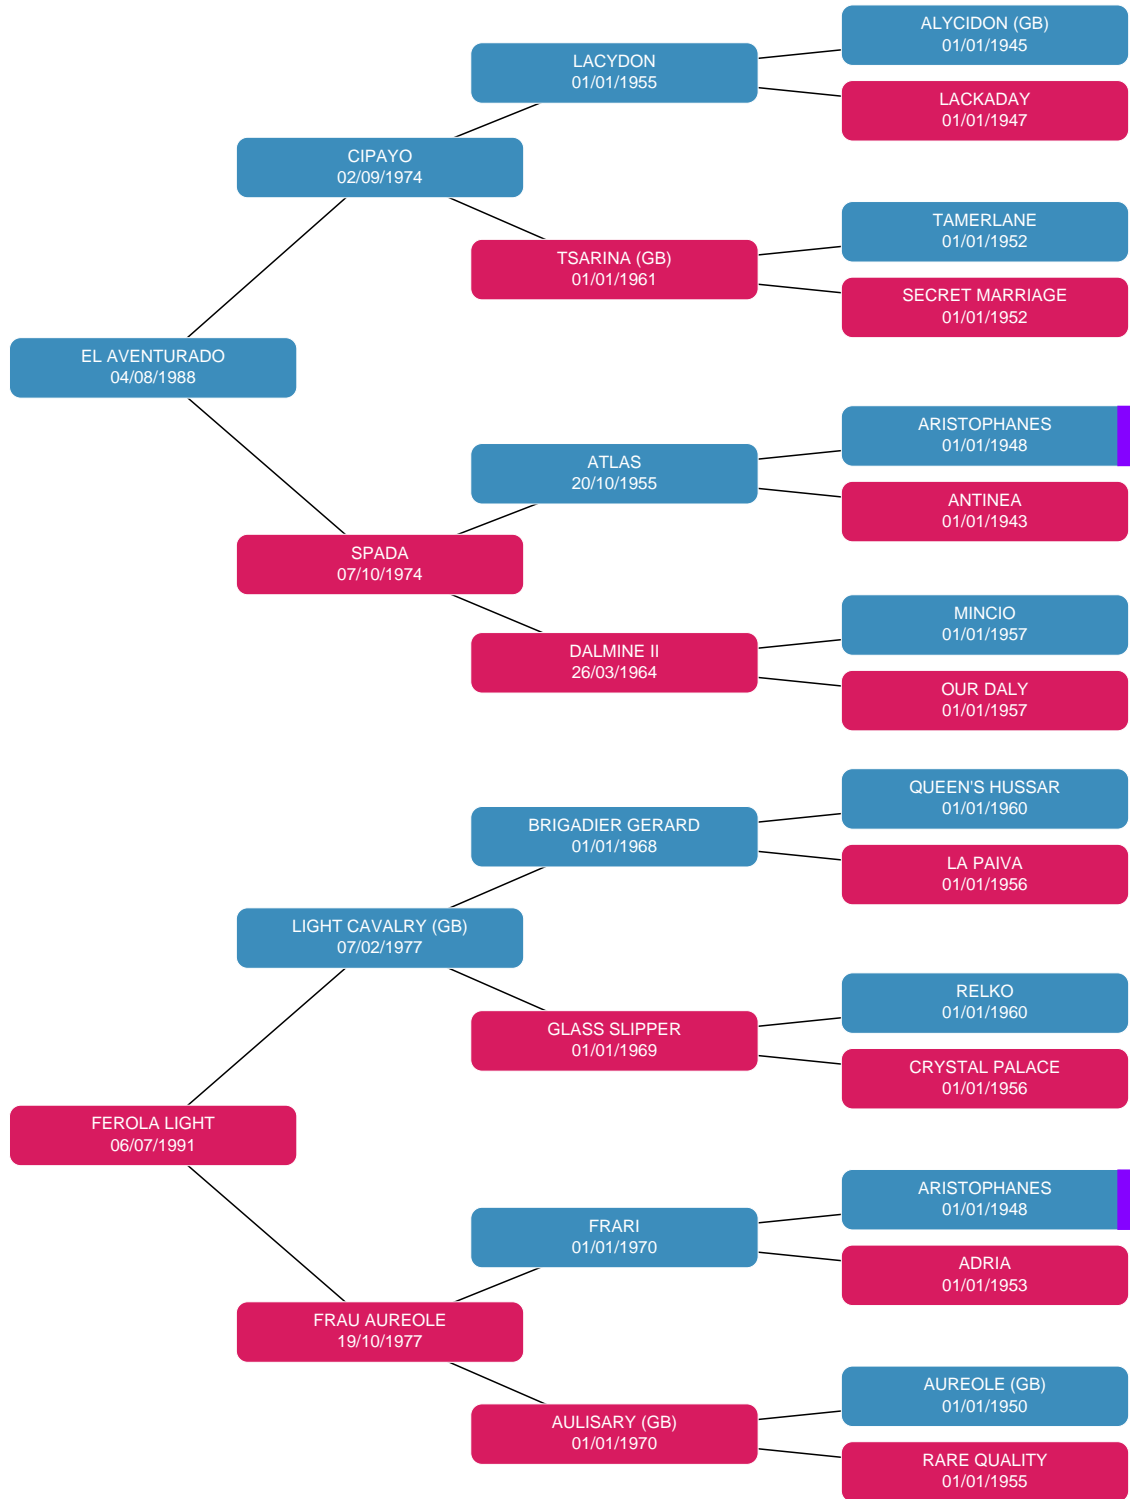 ALYCIDON (GB)
01/01/1945
LACYDON
01/01/1955
LACKADAY
01/01/1947
CIPAYO
02/09/1974
TAMERLANE
01/01/1952
TSARINA (GB)
01/01/1961
SECRET MARRIAGE
01/01/1952
EL AVENTURADO
04/08/1988
ARISTOPHANES
01/01/1948
ATLAS
20/10/1955
ANTINEA
01/01/1943
SPADA
07/10/1974
MINCIO
01/01/1957
DALMINE II
26/03/1964
OUR DALY
01/01/1957
QUEEN'S HUSSAR
01/01/1960
BRIGADIER GERARD
01/01/1968
LA PAIVA
01/01/1956
LIGHT CAVALRY (GB)
07/02/1977
RELKO
01/01/1960
GLASS SLIPPER
01/01/1969
CRYSTAL PALACE
01/01/1956
FEROLA LIGHT
06/07/1991
ARISTOPHANES
01/01/1948
FRARI
01/01/1970
ADRIA
01/01/1953
FRAU AUREOLE
19/10/1977
AUREOLE (GB)
01/01/1950
AULISARY (GB)
01/01/1970
RARE QUALITY
01/01/1955